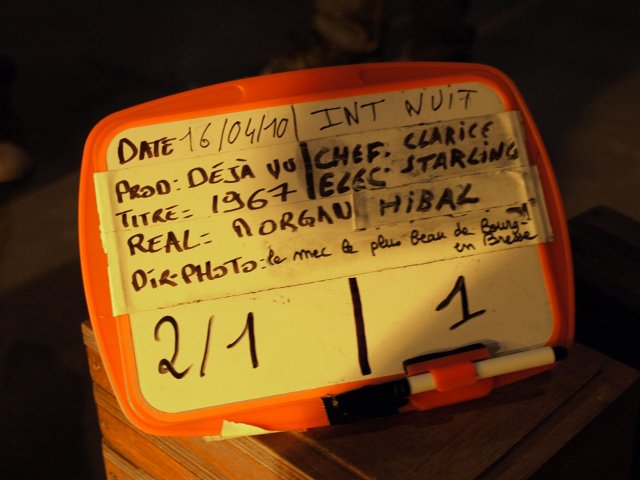 DATE 16/04/10 INT NUIT
PROD: DÉJÀ VU CHEF. CLARICE
TITRE: 1967 ELEC. STARLING
REAL: MORGAN HIBAL
DIR-PHOTO: le mec le plus beau de Bourg
en Bresse
2/1 1